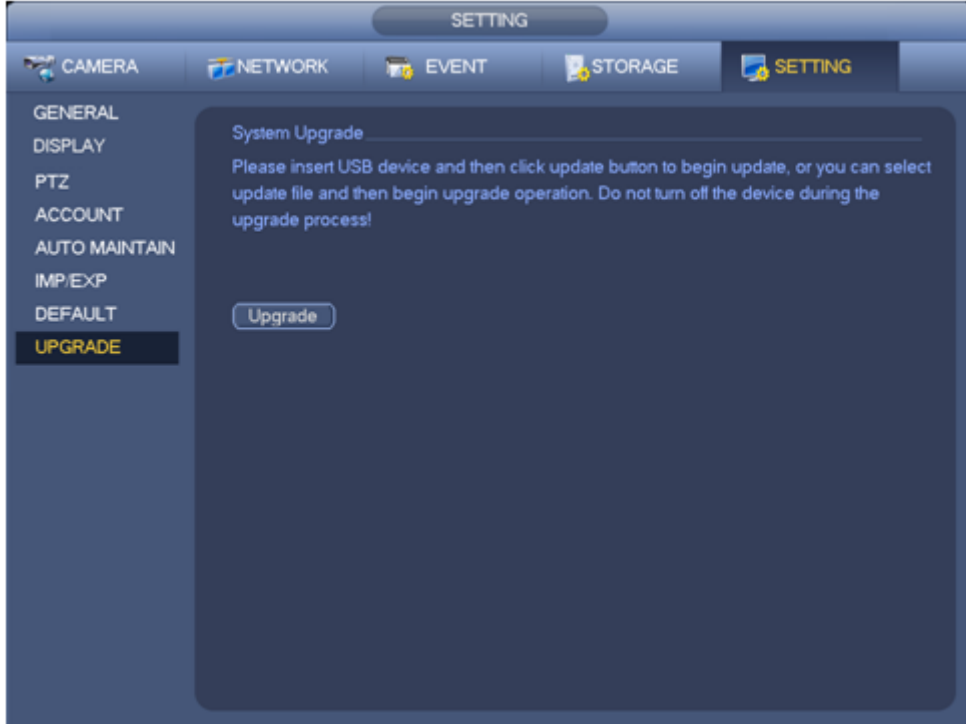 SETTING
CAMERA
NETWORK
EVENT
STORAGE
SETTING
GENERAL
DISPLAY
PTZ
ACCOUNT
AUTO MAINTAIN
IMP/EXP
DEFAULT
UPGRADE
System Upgrade
Please insert USB device and then click update button to begin update, or you can select
update file and then begin upgrade operation. Do not turn off the device during the
upgrade process!
Upgrade